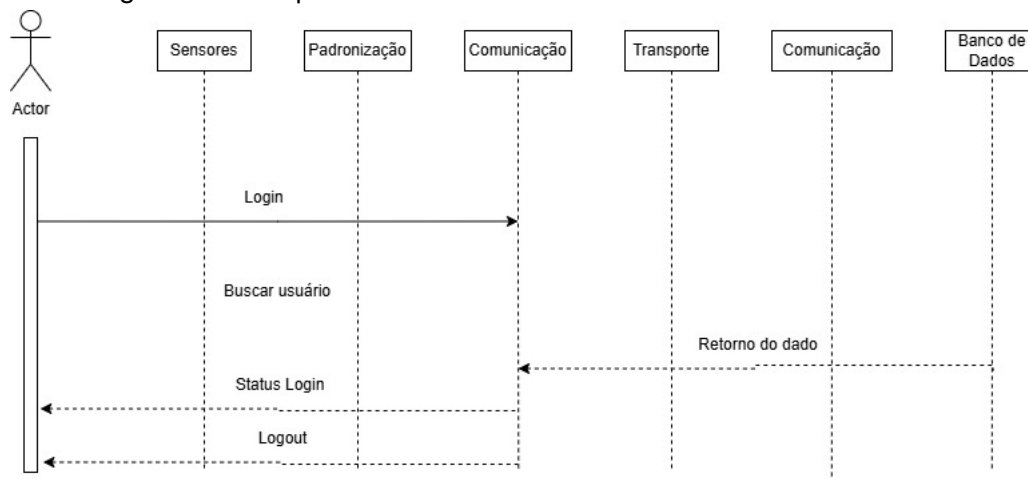 Sensores
Padronização
Comunicação
Transporte
Comunicação
Banco de
Dados
Actor
Login
Buscar usuário
Retorno do dado
Status Login
Logout